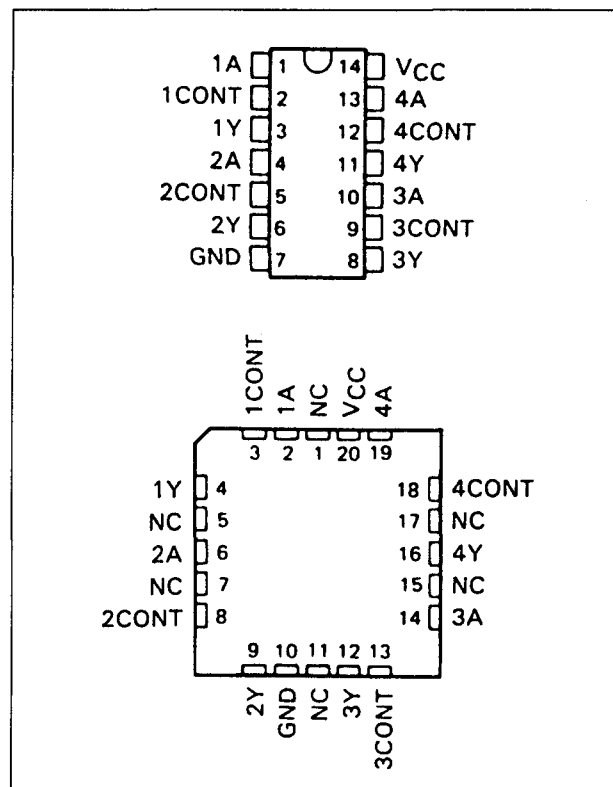 1A 1 14 VCC
1CONT 2 13 4A
1Y 3 12 4CONT
2A 4 11 4Y
2CONT 5 10 3A
2Y 6 9 3CONT
GND 7 8 3Y
1CONT 1A NC VCC 4A
3 2 1 20 19
1Y 4 18 4CONT
NC 5 17 NC
2A 6 16 4Y
NC 7 15 NC
2CONT 8 14 3A
9 10 11 12 13
2Y GND NC 3Y 3CONT